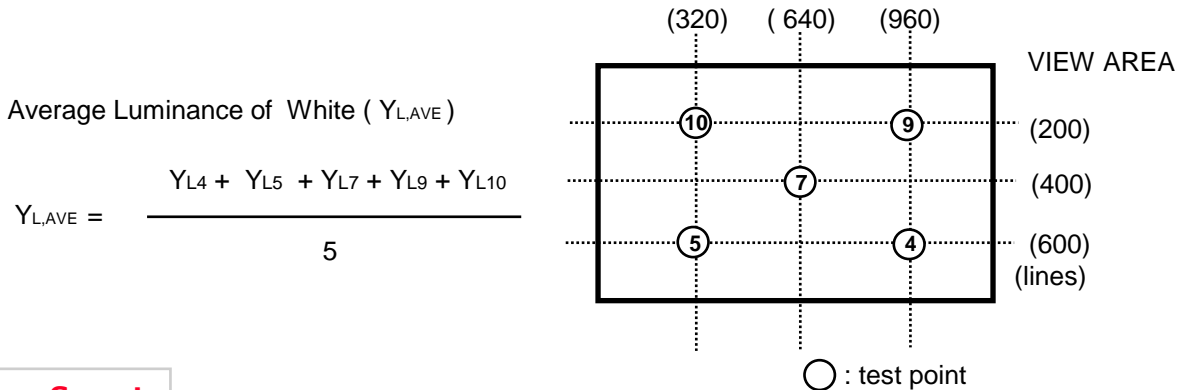 (320) ( 640) (960)
VIEW AREA
Average Luminance of White ( YL,AVE )
10 9 (200)
YL4 + YL5 + YL7 + YL9 + YL10
7 (400)
YL,AVE =
5
5 4 (600)
(lines)
: test point